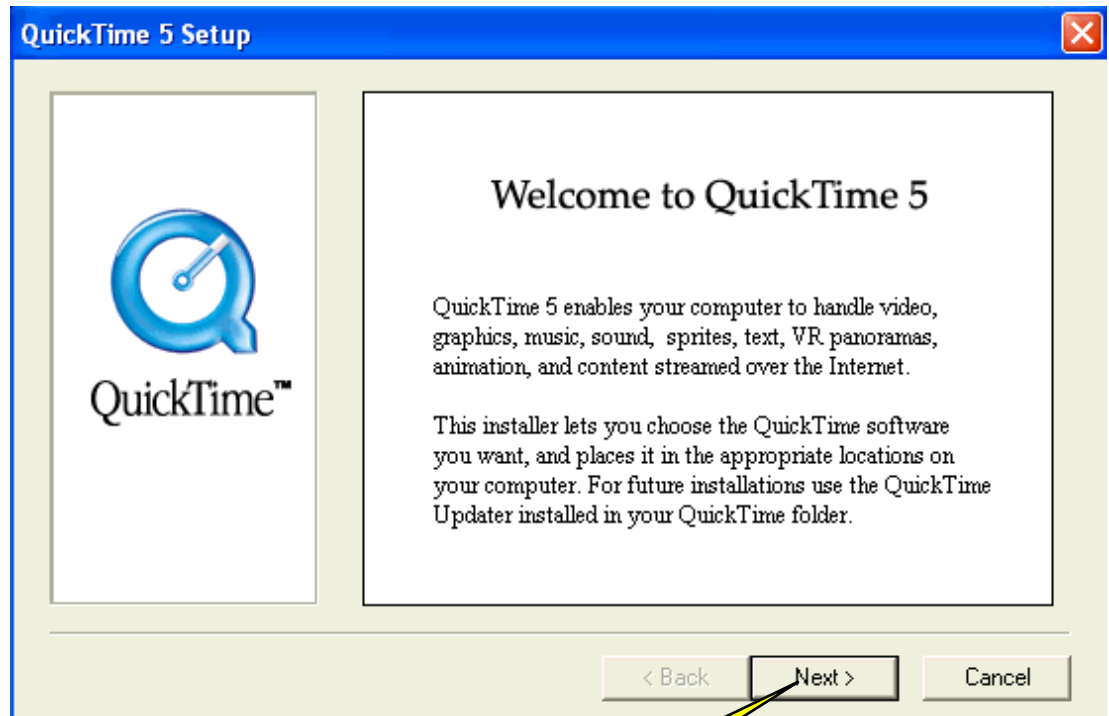 QuickTime 5 Setup
QuickTime™
Welcome to QuickTime 5
QuickTime 5 enables your computer to handle video,
graphics, music, sound, sprites, text, VR panoramas,
animation, and content streamed over the Internet.
This installer lets you choose the QuickTime software
you want, and places it in the appropriate locations on
your computer. For future installations use the QuickTime
Updater installed in your QuickTime folder.
< Back
Next >
Cancel